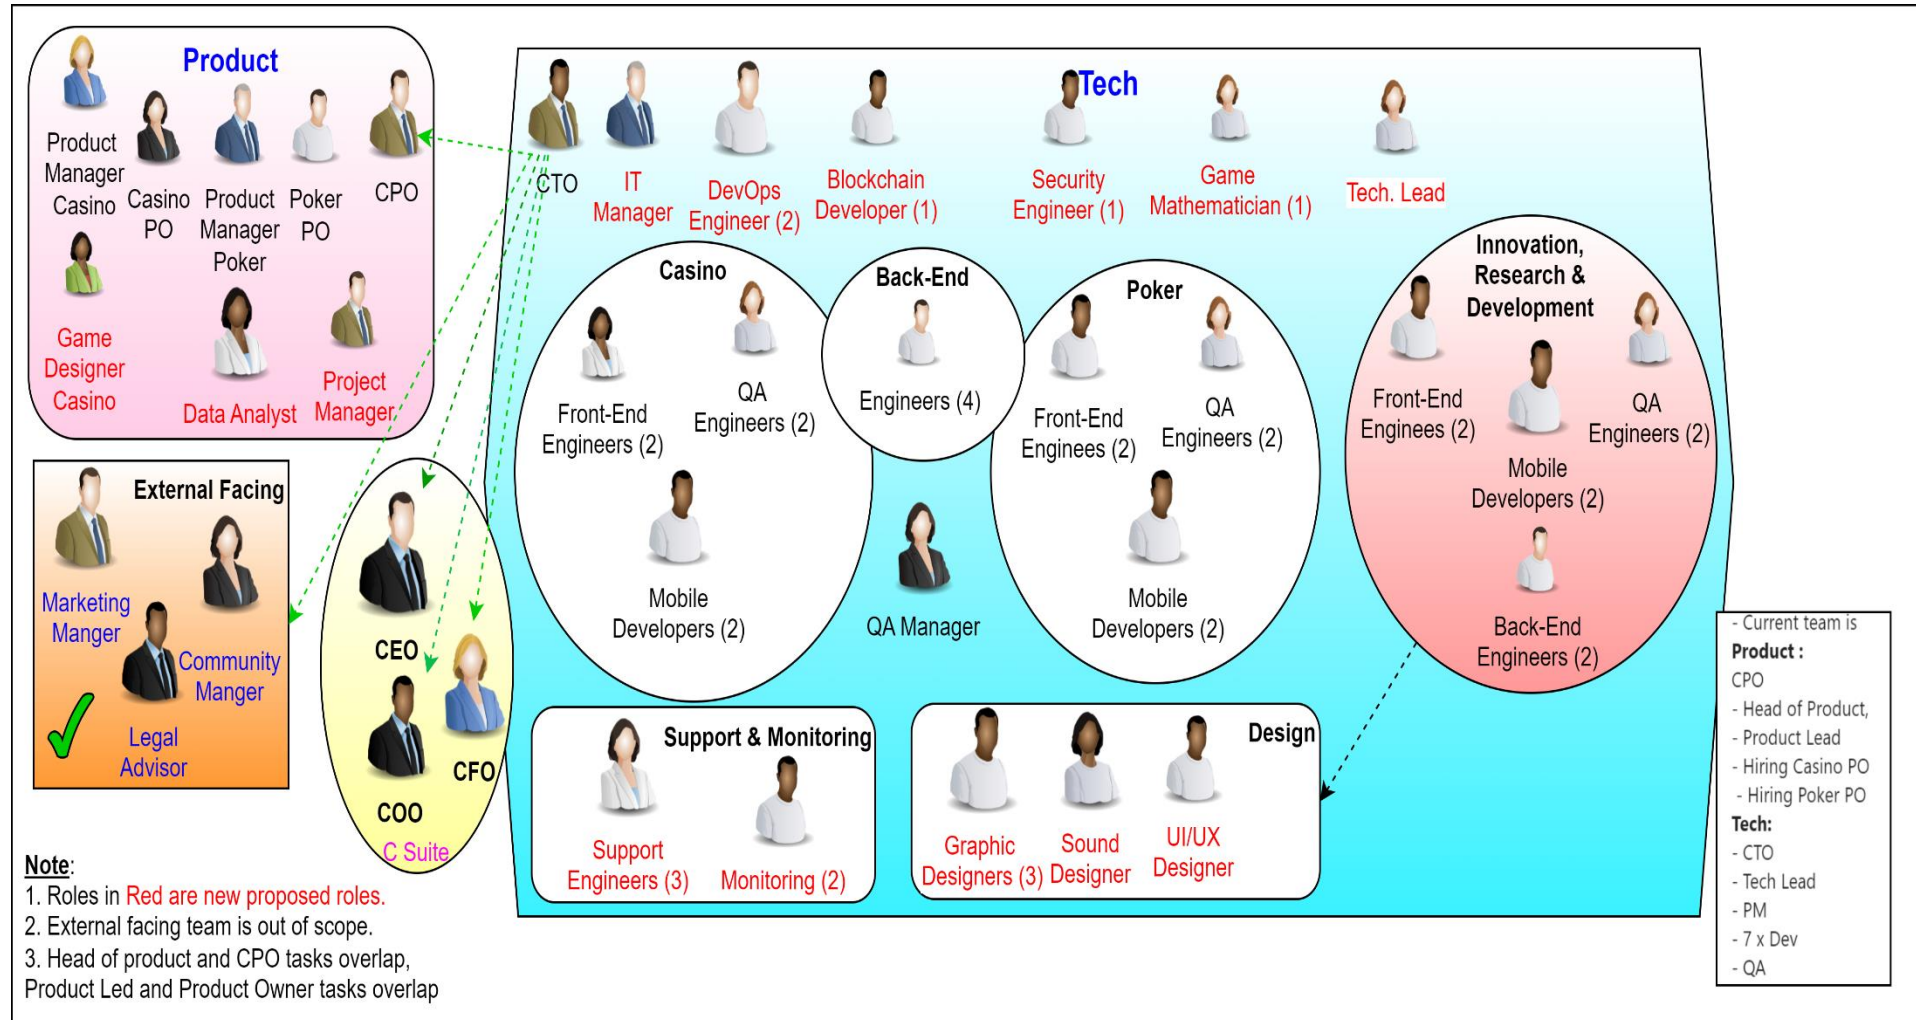 Product
Product
Manager
Casino
Casino
PO
Product
Manager
Poker
Poker
PO
CPO
Game
Designer
Casino
Data Analyst
Project
Manager
External Facing
Marketing
Manger
Community
Manger
Legal
Advisor
CEO
COO
CFO
C Suite
Tech
CTO
IT
Manager
DevOps
Engineer (2)
Blockchain
Developer (1)
Security
Engineer (1)
Game
Mathematician (1)
Tech. Lead
Casino
Front-End
Engineers (2)
QA
Engineers (2)
Mobile
Developers (2)
Back-End
Engineers (4)
QA Manager
Poker
Front-End
Enginees (2)
QA
Engineers (2)
Mobile
Developers (2)
Innovation,
Research &
Development
Front-End
Enginees (2)
QA
Engineers (2)
Mobile
Developers (2)
Back-End
Engineers (2)
Support & Monitoring
Support
Engineers (3)
Monitoring (2)
Design
Graphic
Designers (3)
Sound
Designer
UI/UX
Designer
- Current team is
Product :
CPO
- Head of Product,
- Product Lead
- Hiring Casino PO
- Hiring Poker PO
Tech:
- CTO
- Tech Lead
- PM
- 7 x Dev
- QA
Note:
1. Roles in Red are new proposed roles.
2. External facing team is out of scope.
3. Head of product and CPO tasks overlap,
Product Led and Product Owner tasks overlap